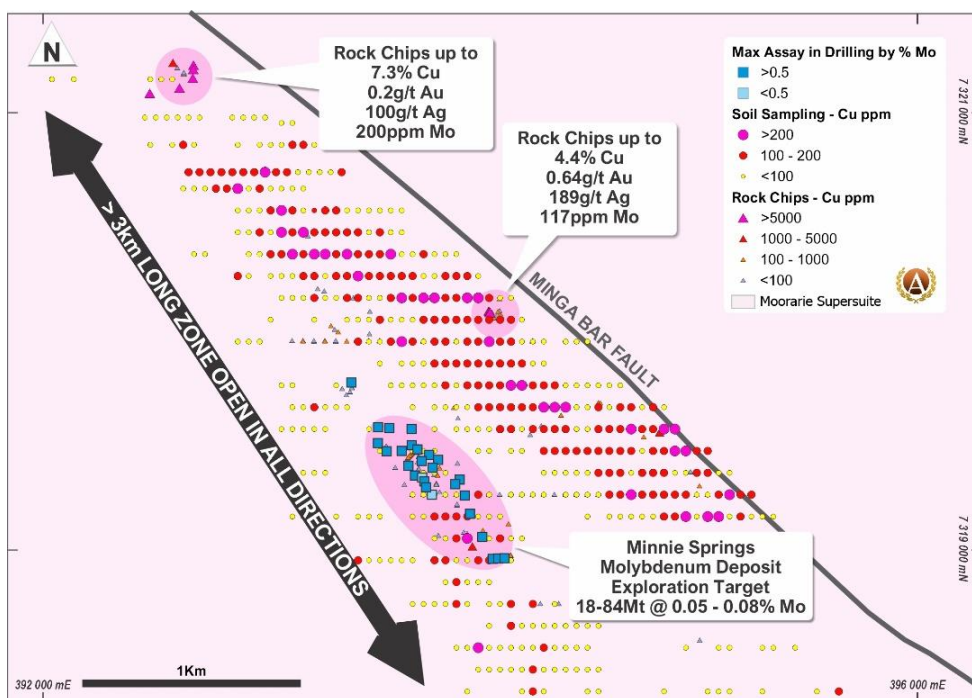 N
Rock Chips up to
7.3% Cu
0.2g/t Au
100g/t Ag
200ppm Mo
Rock Chips up to
4.4% Cu
0.64g/t Au
189g/t Ag
117ppm Mo
Max Assay in Drilling by % Mo
>0.5
<0.5
Soil Sampling - Cu ppm
>200
100 - 200
<100
Rock Chips - Cu ppm
>5000
1000 - 5000
100 - 1000
<100
Moorarie Supersuite
A
7 321 000 mN
MINGA BAR FAULT
> 3km LONG ZONE OPEN IN ALL DIRECTIONS
Minnie Springs
Molybdenum Deposit
Exploration Target
18-84Mt @ 0.05 - 0.08% Mo
7 319 000 mN
1Km
392 000 mE
396 000 mE